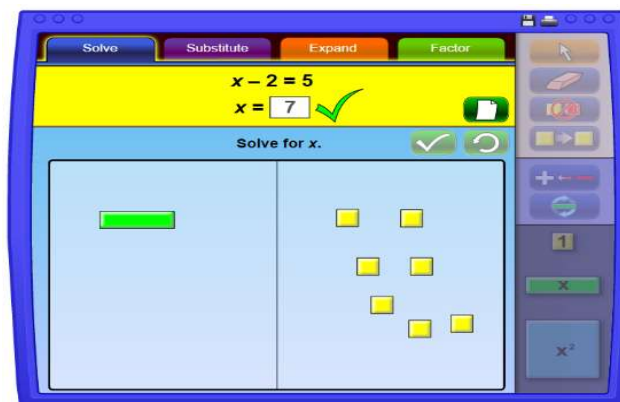 Solve Substitute Expand Factor
x – 2 = 5
x = 7
Solve for x.
1
x
x²